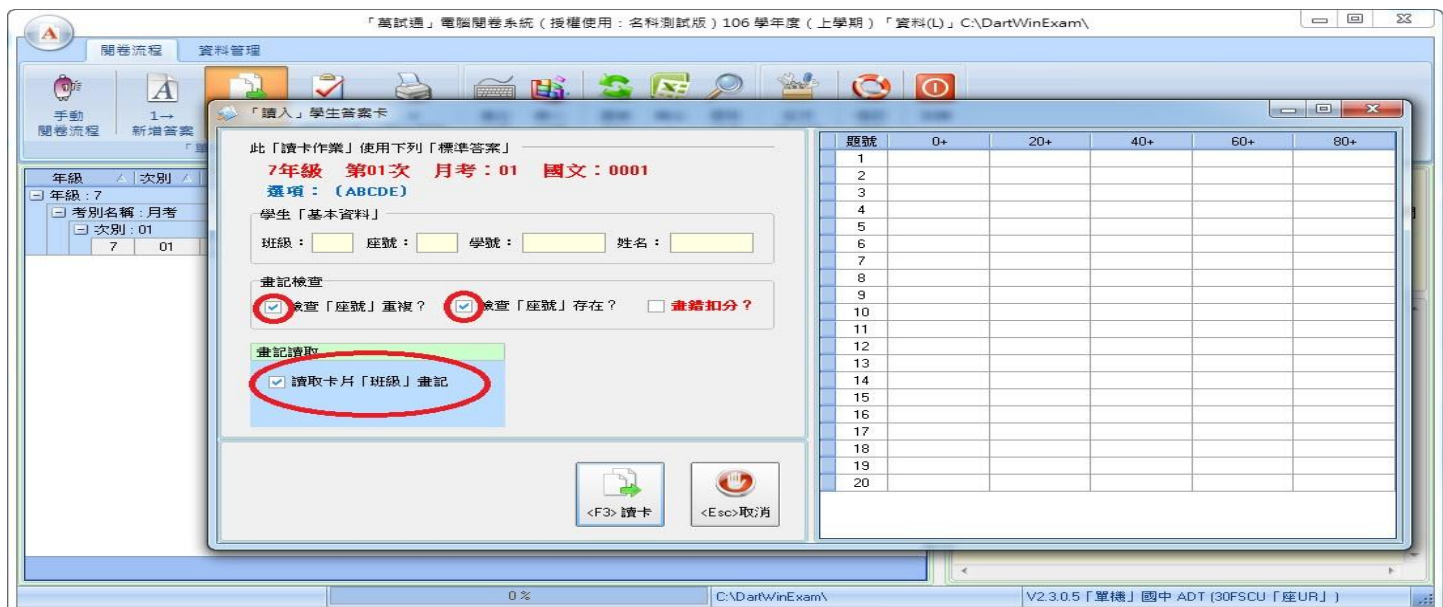 「萬試通」電腦閱卷系統(授權使用:名科測試版)106 學年度(上學期)「資料(L)」C:\DartWinExam\
閱卷流程 資料管理
手動
閱卷流程
1→
新增答案
「讀入」學生答案卡
此「讀卡作業」使用下列「標準答案」
7年級 第01次 月考:01 國文:0001
選項: (ABCDE)
學生「基本資料」
班級: 座號: 學號: 姓名:
畫記檢查
檢查「座號」重複? 檢查「座號」存在? 畫錯扣分?
畫記讀取
讀取卡片「班級」畫記
<F3> 讀卡 <Esc>取消
年級 次別
年級:7
考別名稱:月考
次別:01
7 01
題號 0+ 20+ 40+ 60+ 80+
1
2
3
4
5
6
7
8
9
10
11
12
13
14
15
16
17
18
19
20
0 % C:\DartWinExam\ V2.3.0.5「單機」國中 ADT (30FSCU「座UR」)